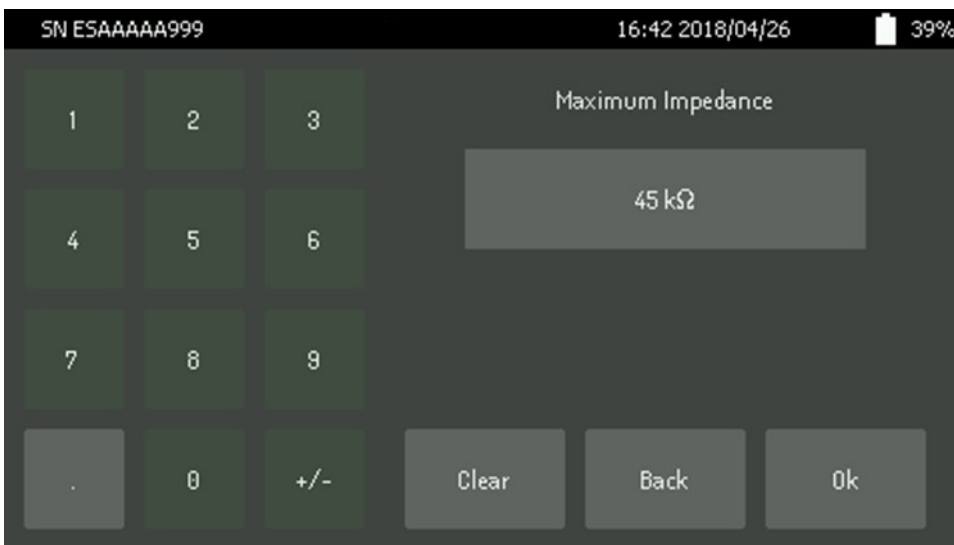 SN ESAAAAA999 16:42 2018/04/26 39%
Maximum Impedance
45 kΩ
1 2 3
4 5 6
7 8 9
. 0 +/- Clear Back Ok